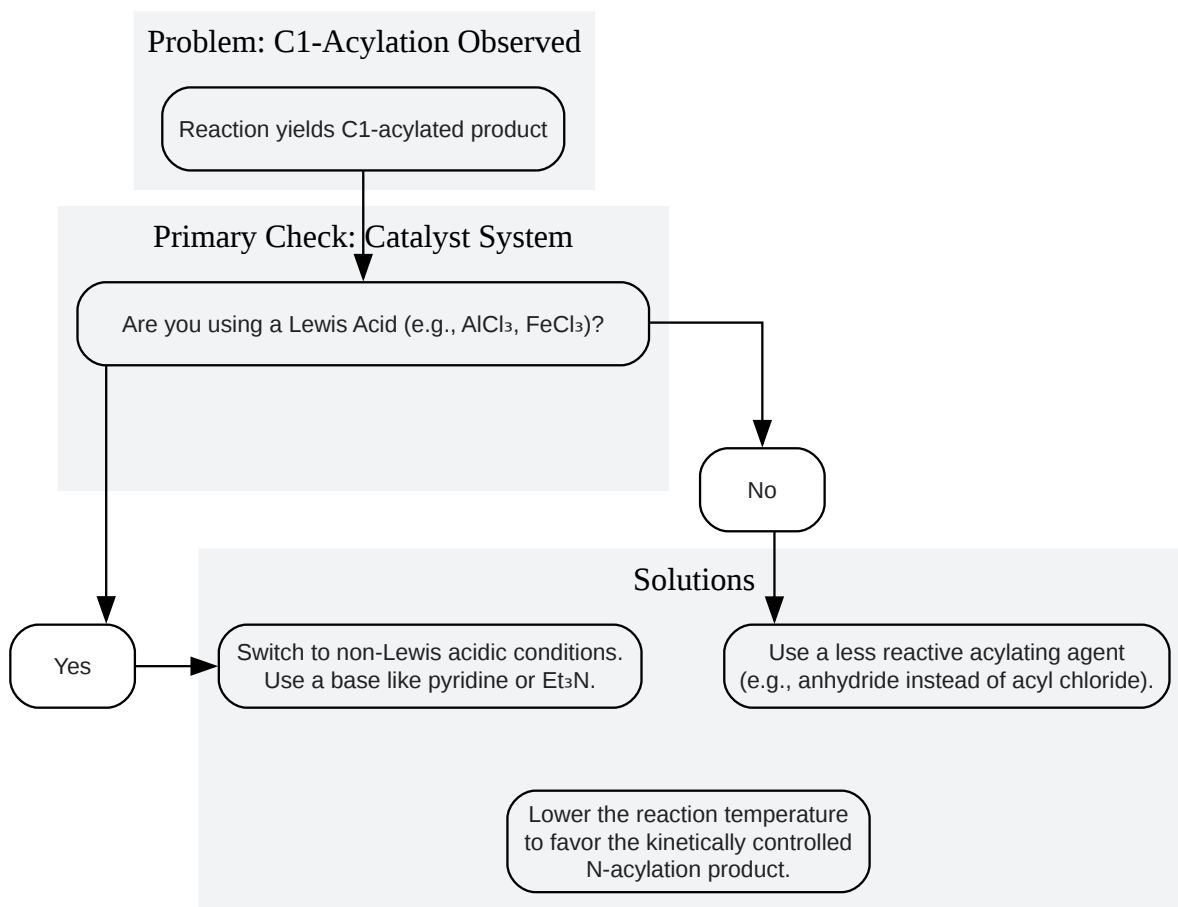 Problem: C1-Acylation Observed
Reaction yields C1-acylated product
Primary Check: Catalyst System
Are you using a Lewis Acid (e.g., AlCl₃, FeCl₃)?
No
Solutions
Yes
Switch to non-Lewis acidic conditions.
Use a base like pyridine or Et₃N.
Use a less reactive acylating agent
(e.g., anhydride instead of acyl chloride).
Lower the reaction temperature
to favor the kinetically controlled
N-acylation product.